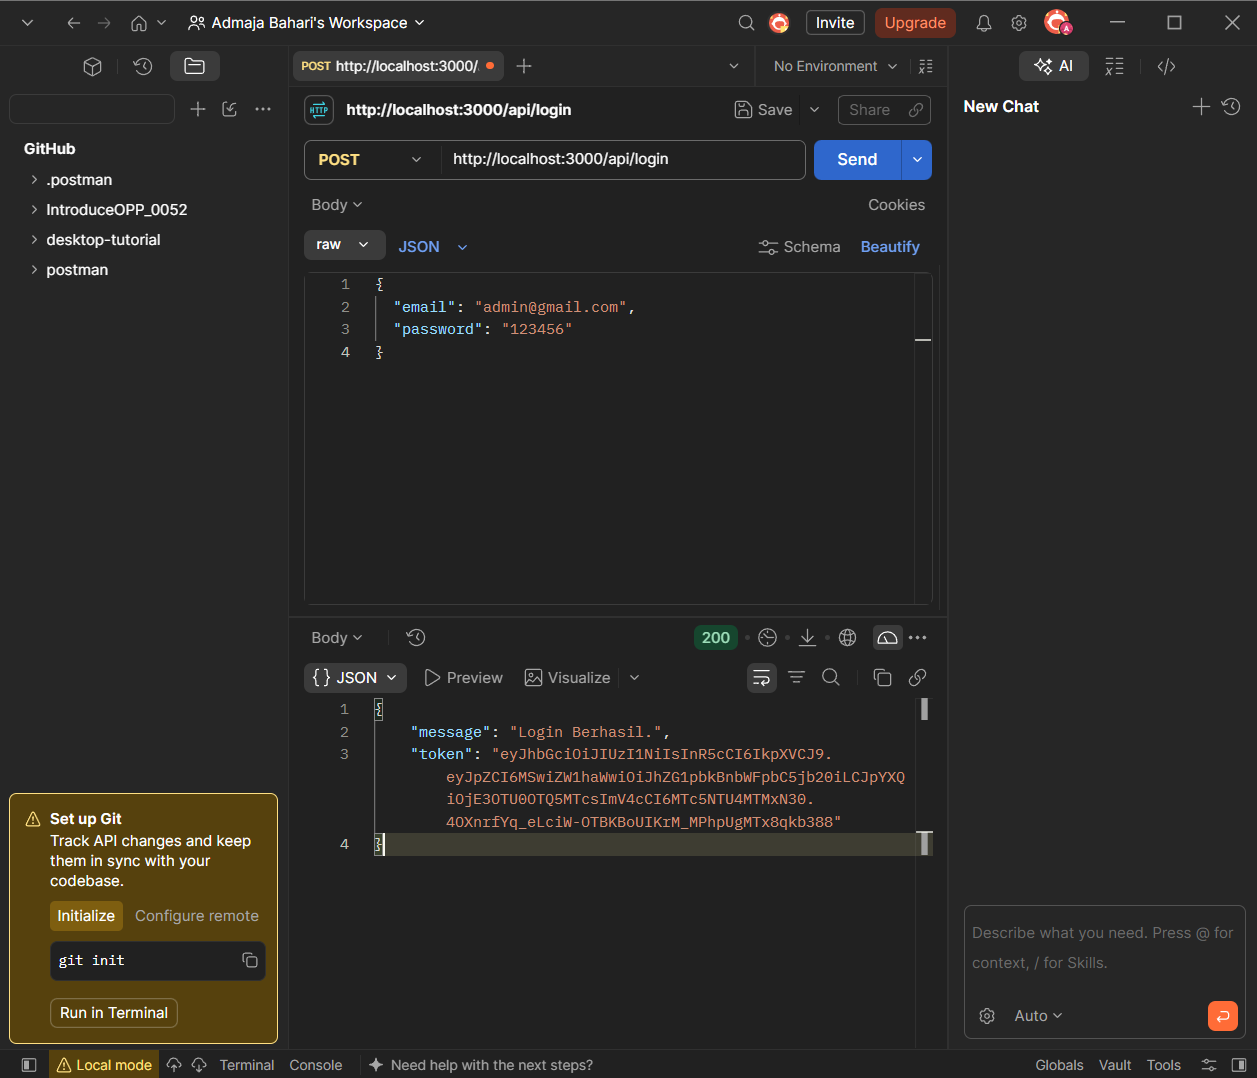 Admaja Bahari's Workspace
Invite
Upgrade
POST http://localhost:3000/
No Environment
AI
GitHub
.postman
IntroduceOPP_0052
desktop-tutorial
postman
HTTP
http://localhost:3000/api/login
Save
Share
POST
http://localhost:3000/api/login
Send
Body
Cookies
raw
JSON
Schema
Beautify
1 {
2 "email": "admin@gmail.com",
3 "password": "123456"
4 }
New Chat
Body
200
{} JSON
Preview
Visualize
1 {
2 "message": "Login Berhasil.",
3 "token": "eyJhbGciOiJIUzI1NiIsInR5cCI6IkpXVCJ9.
eyJpZCI6MSwiZW1haWwiOiJhZG1pbkBnbWFpbC5jb20iLCJpYXQ
iOjE3OTU0OTQ5MTcsImV4cCI6MTc5NTU4MTMxN30.
4OXnrfYq_eLciW-OTBKBoUIKrM_MPhpUgMTx8qkb388"
4 }
Set up Git
Track API changes and keep
them in sync with your
codebase.
Initialize
Configure remote
git init
Run in Terminal
Describe what you need. Press @ for
context, / for Skills.
Auto
Local mode
Terminal
Console
Need help with the next steps?
Globals
Vault
Tools